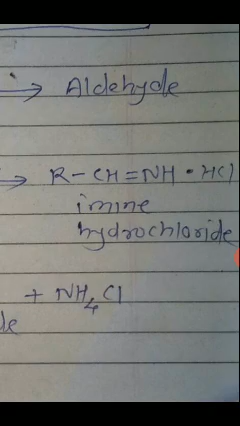 → Aldehyde
→ R-CH=NH•HCl
imine
hydrochloride
+ NH₄Cl
de